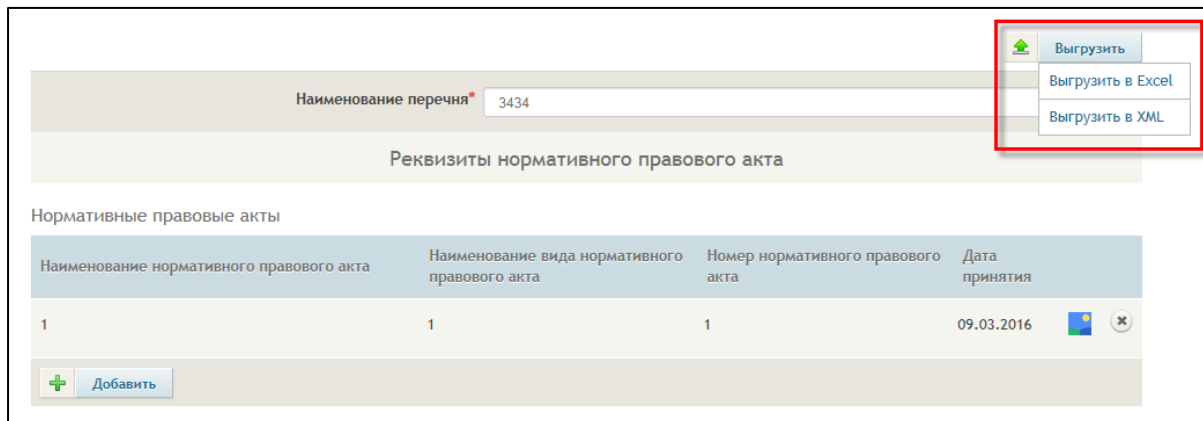 Выгрузить
Выгрузить в Excel
Выгрузить в XML
Наименование перечня* 3434
Реквизиты нормативного правового акта
Нормативные правовые акты
Наименование нормативного правового акта
Наименование вида нормативного
правового акта
Номер нормативного правового
акта
Дата
принятия
1 1 1 09.03.2016
Добавить